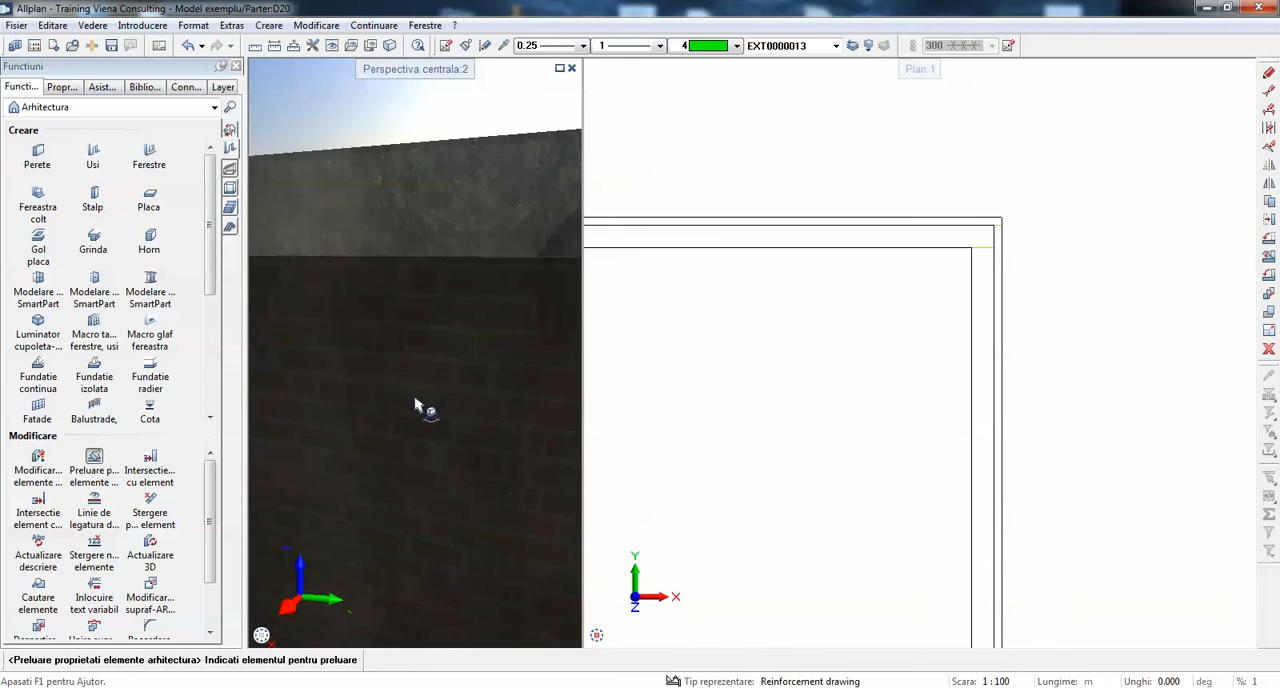 Allplan - Training Viena Consulting - Model exemplu/Parter:D20
Fisier Editare Vedere Introducere Format Extras Creare Modificare Continuare Ferestre ?
0.25 1 4 EXT0000013 300
Functiuni
Perspectiva centrala:2
Plan:1
Functi... Propr... Asist... Biblio... Conn... Layer
Arhitectura
Creare
Perete Usi Ferestre
Fereastra colt Stalp Placa
Gol placa Grinda Horn
Modelare ... SmartPart Modelare ... SmartPart Modelare ... SmartPart
Luminator cupoleta-... Macro ta... ferestre, usi Macro glaf fereastra
Fundatie continua Fundatie izolata Fundatie radier
Fatade Balustrade, Cota
Modificare
Modificar... elemente ... Preluare p... elemente ... Intersectie... cu element
Intersectie element c... Linie de legatura d... Stergere p... element
Actualizare descriere Stergere n... elemente Actualizare 3D
Cautare elemente Inlocuire text variabil Modificar... supraf-AR...
Z Y X
<Preluare proprietati elemente arhitectura> Indicati elementul pentru preluare
Apasati F1 pentru Ajutor.
Tip reprezentare: Reinforcement drawing Scara: 1 : 100 Lungime: m Unghi: 0.000 deg %: 1